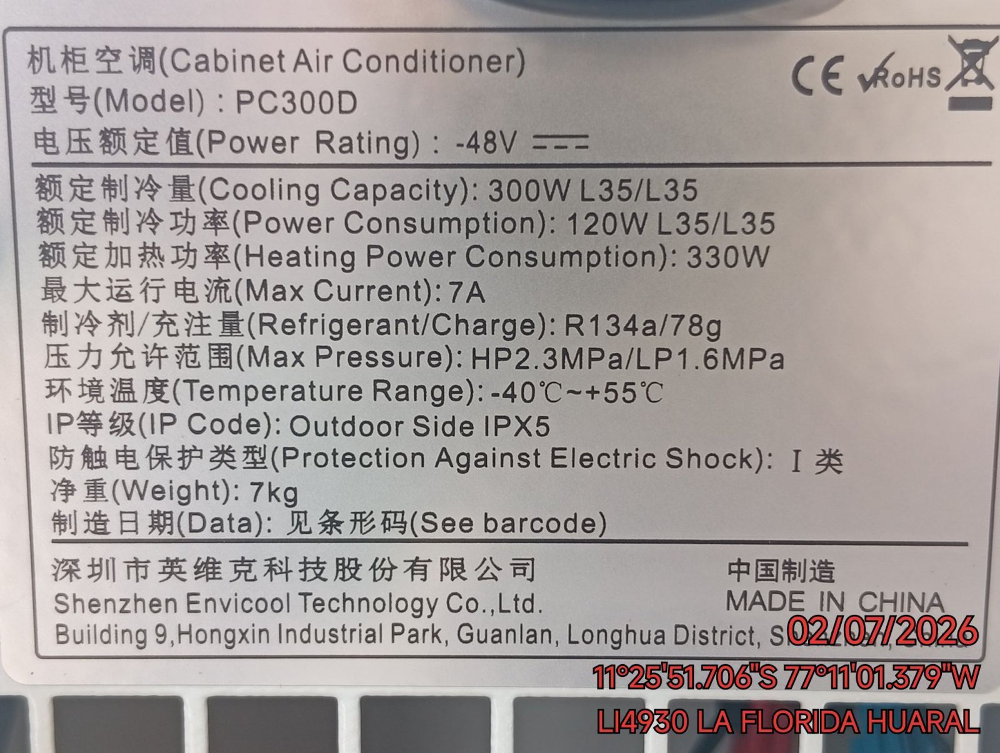 机柜空调(Cabinet Air Conditioner)
CE RoHS
型号(Model) : PC300D
电压额定值(Power Rating) : -48V
额定制冷量(Cooling Capacity): 300W L35/L35
额定制冷功率(Power Consumption): 120W L35/L35
额定加热功率(Heating Power Consumption): 330W
最大运行电流(Max Current): 7A
制冷剂/充注量(Refrigerant/Charge): R134a/78g
压力允许范围(Max Pressure): HP2.3MPa/LP1.6MPa
环境温度(Temperature Range): -40℃~+55℃
IP等级(IP Code): Outdoor Side IPX5
防触电保护类型(Protection Against Electric Shock): I 类
净重(Weight): 7kg
制造日期(Data): 见条形码(See barcode)
深圳市英维克科技股份有限公司
中国制造
Shenzhen Envicool Technology Co.,Ltd.
MADE IN CHINA
Building 9,Hongxin Industrial Park, Guanlan, Longhua District,
02/07/2026
11°25'51.706"S 77°11'01.379"W
LI4930 LA FLORIDA HUARAL